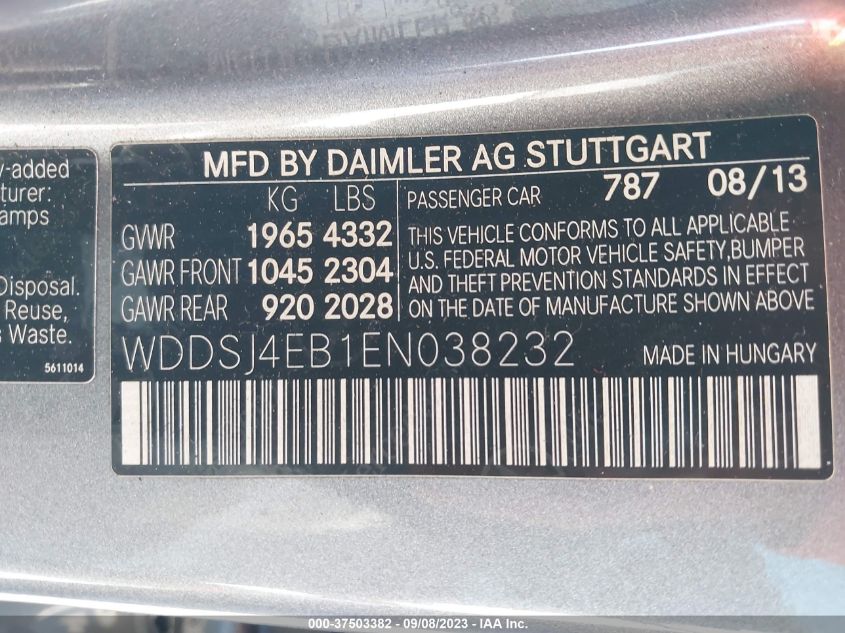 MFD BY DAIMLER AG STUTTGART
KG LBS
GVWR 1965 4332
GAWR FRONT 1045 2304
GAWR REAR 920 2028
PASSENGER CAR 787 08/13
THIS VEHICLE CONFORMS TO ALL APPLICABLE
U.S. FEDERAL MOTOR VEHICLE SAFETY, BUMPER
AND THEFT PREVENTION STANDARDS IN EFFECT
ON THE DATE OF MANUFACTURE SHOWN ABOVE
WDDSJ4EB1EN038232 MADE IN HUNGARY
y-added
cturer:
amps
Disposal.
Reuse,
s Waste.
5611014
000-37503382 - 09/08/2023 - IAA Inc.